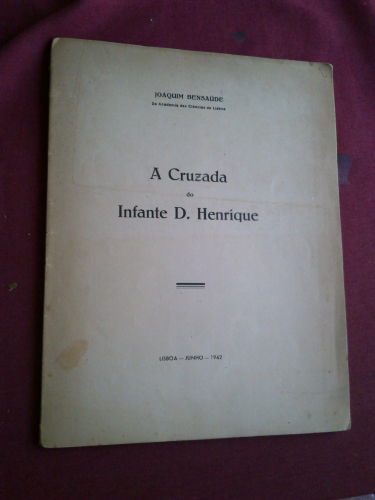 JOAQUIM BENSAÚDE
Da Academia das Ciências de Lisboa
A Cruzada
do
Infante D. Henrique
LISBOA — JUNHO — 1942